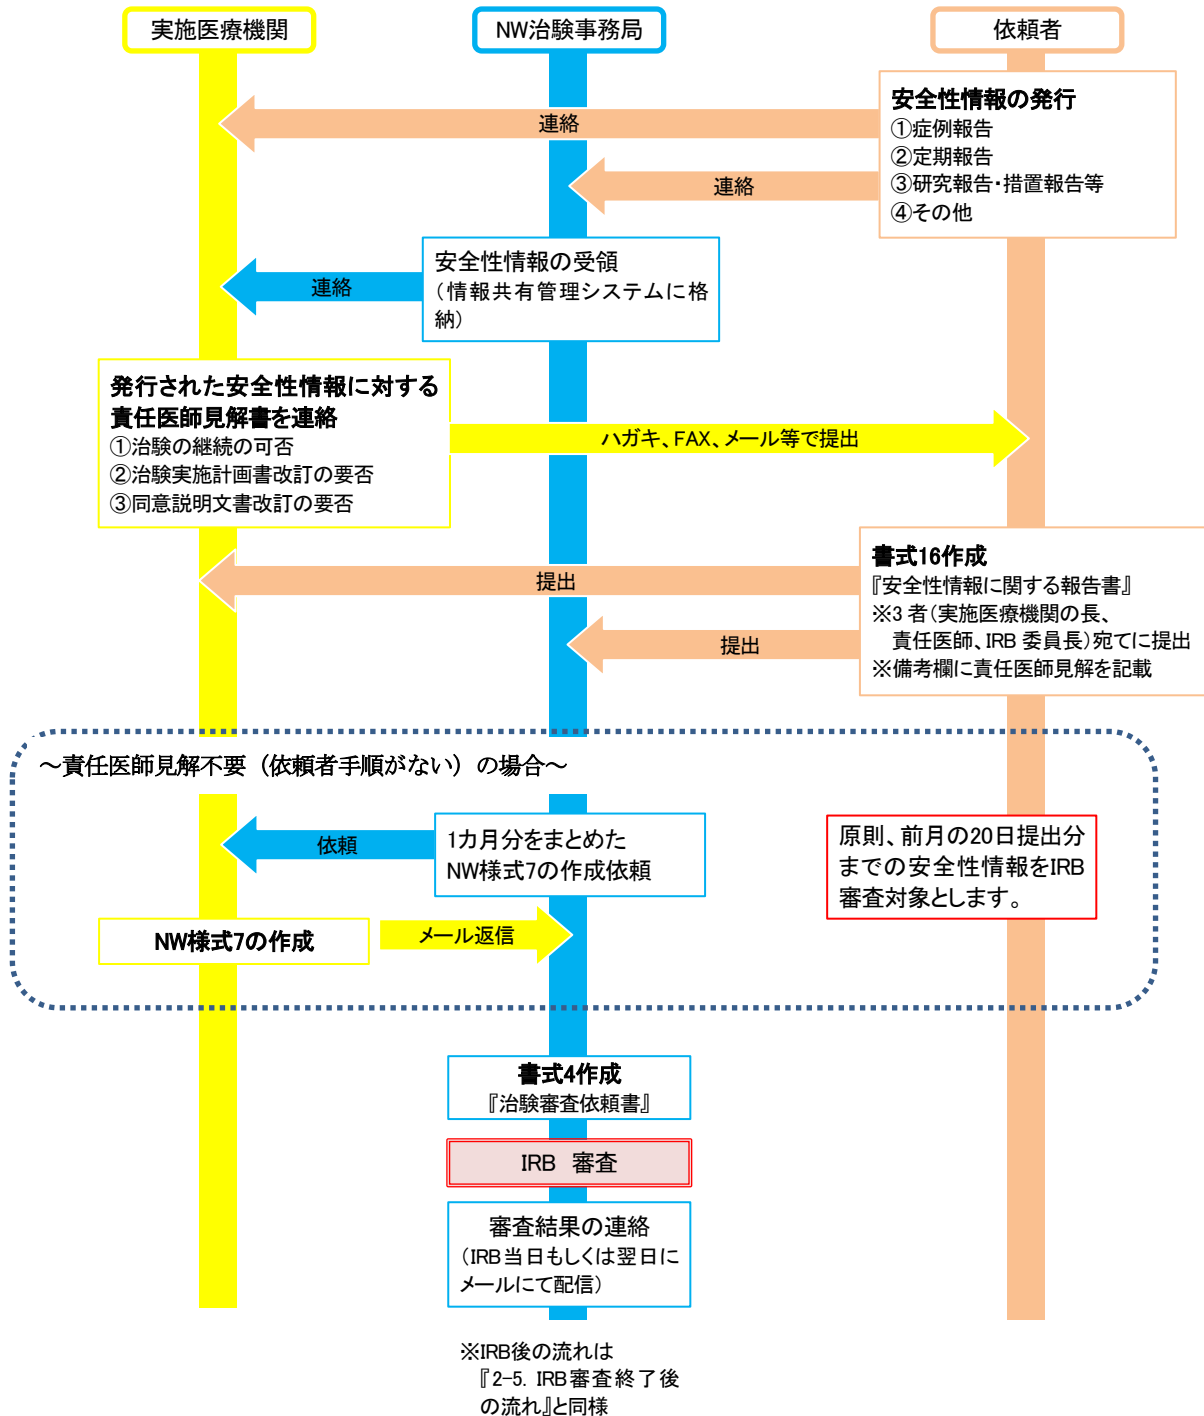 実施医療機関
NW治験事務局
依頼者
安全性情報の発行
①症例報告
②定期報告
③研究報告・措置報告等
④その他
連絡
連絡
安全性情報の受領
（情報共有管理システムに格
納）
連絡
発行された安全性情報に対する
責任医師見解書を連絡
①治験の継続の可否
②治験実施計画書改訂の要否
③同意説明文書改訂の要否
ハガキ、FAX、メール等で提出
書式16作成
『安全性情報に関する報告書』
※3 者（実施医療機関の長、
責任医師、IRB 委員長）宛てに提出
※備考欄に責任医師見解を記載
提出
提出
～責任医師見解不要（依頼者手順がない）の場合～
1カ月分をまとめた
NW様式7の作成依頼
依頼
原則、前月の20日提出分
までの安全性情報をIRB
審査対象とします。
NW様式7の作成
メール返信
書式4作成
『治験審査依頼書』
IRB 審査
審査結果の連絡
（IRB当日もしくは翌日に
メールにて配信）
※IRB後の流れは
『2-5. IRB審査終了後
の流れ』と同様